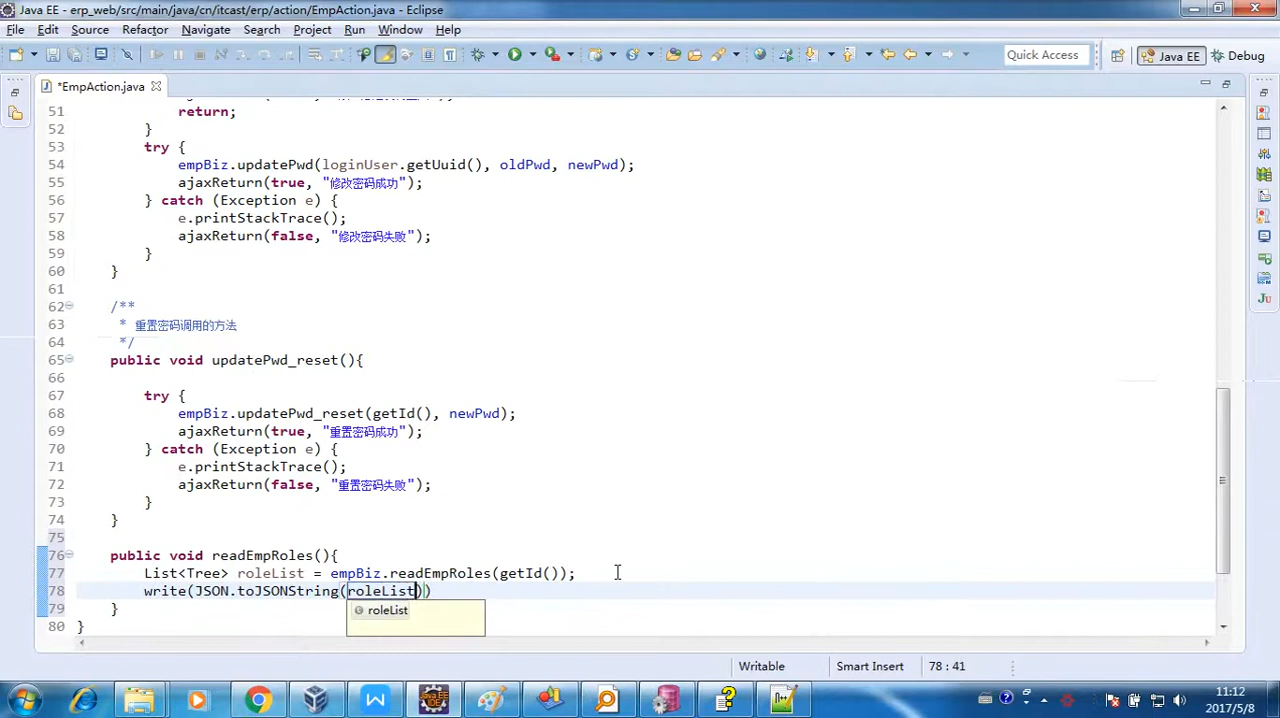 Java EE - erp_web/src/main/java/cn/itcast/erp/action/EmpAction.java - Eclipse
File Edit Source Refactor Navigate Search Project Run Window Help
Quick Access Java EE Debug
*EmpAction.java
51 return;
52 }
53 try {
54 empBiz.updatePwd(loginUser.getUuid(), oldPwd, newPwd);
55 ajaxReturn(true, "修改密码成功");
56 } catch (Exception e) {
57 e.printStackTrace();
58 ajaxReturn(false, "修改密码失败");
59 }
60 }
61
62 /**
63 * 重置密码调用的方法
64 */
65 public void updatePwd_reset(){
66
67 try {
68 empBiz.updatePwd_reset(getId(), newPwd);
69 ajaxReturn(true, "重置密码成功");
70 } catch (Exception e) {
71 e.printStackTrace();
72 ajaxReturn(false, "重置密码失败");
73 }
74 }
75
76 public void readEmpRoles(){
77 List<Tree> roleList = empBiz.readEmpRoles(getId());
78 write(JSON.toJSONString(roleList))
roleList
79 }
80 }
Writable Smart Insert 78 : 41
11:12
2017/5/8